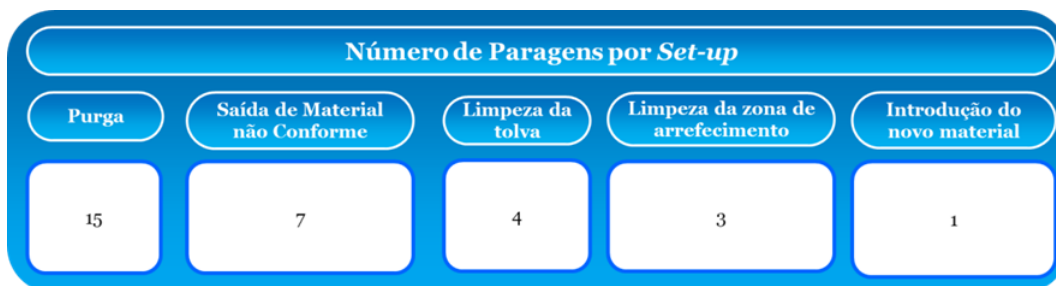 Número de Paragens por Set-up
Purga
Saída de Material
não Conforme
Limpeza da
tolva
Limpeza da zona de
arrefecimento
Introdução do
novo material
15
7
4
3
1